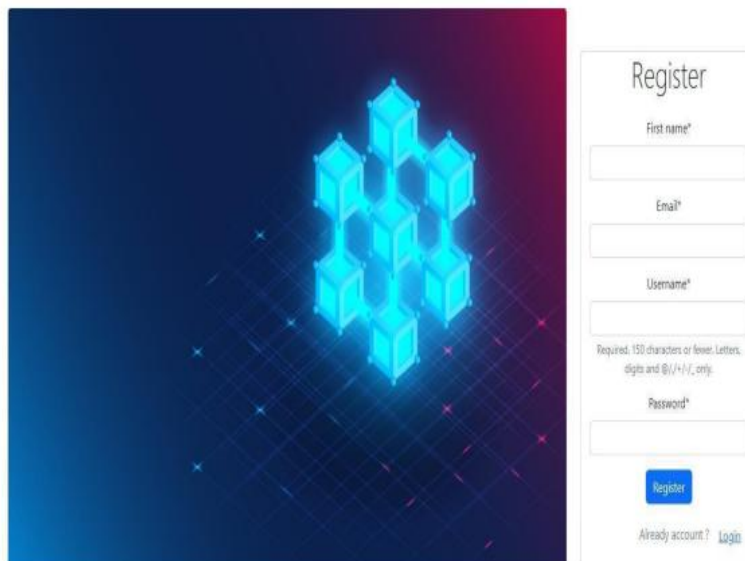 Register
First name*
Email*
Username*
Required. 150 characters or fewer. Letters,
digits and @/./+/-/_ only.
Password*
Register
Already account ? Login